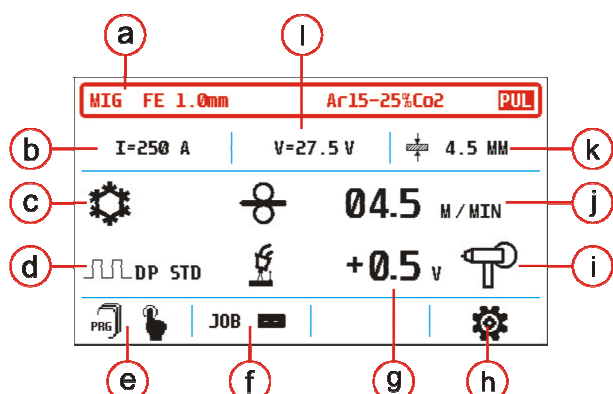 a
l
MIG FE 1.0mm Ar15-25%Co2 PUL
b I=250 A V=27.5 V 4.5 MM k
c 04.5 M/MIN j
d DP STD +0.5 V i
PRG JOB --
e f g h